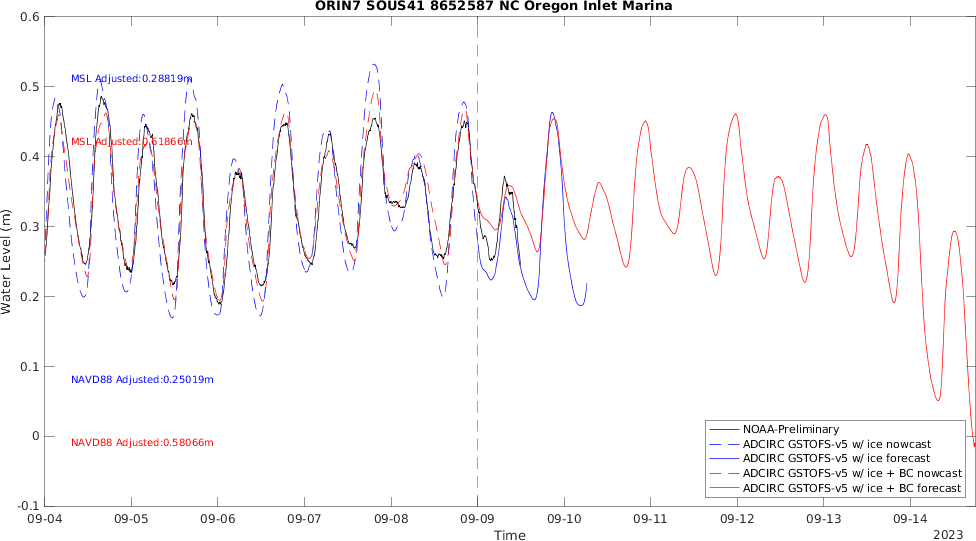 ORIN7 SOUS41 8652587 NC Oregon Inlet Marina
0.6
0.5
0.4
0.3
0.2
0.1
0
-0.1
Water Level (m)
MSL Adjusted:0.28819m
MSL Adjusted:0.61866m
NAVD88 Adjusted:0.25019m
NAVD88 Adjusted:0.58066m
NOAA-Preliminary
ADCIRC GSTOFS-v5 w/ ice nowcast
ADCIRC GSTOFS-v5 w/ ice forecast
ADCIRC GSTOFS-v5 w/ ice + BC nowcast
ADCIRC GSTOFS-v5 w/ ice + BC forecast
09-04 09-05 09-06 09-07 09-08 09-09 09-10 09-11 09-12 09-13 09-14
Time
2023